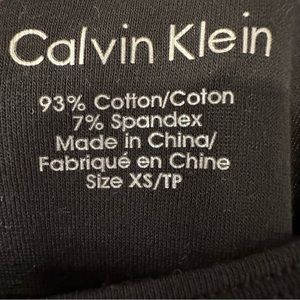 Calvin Klein
93% Cotton/Coton
7% Spandex
Made in China/
Fabriqué en Chine
Size XS/TP